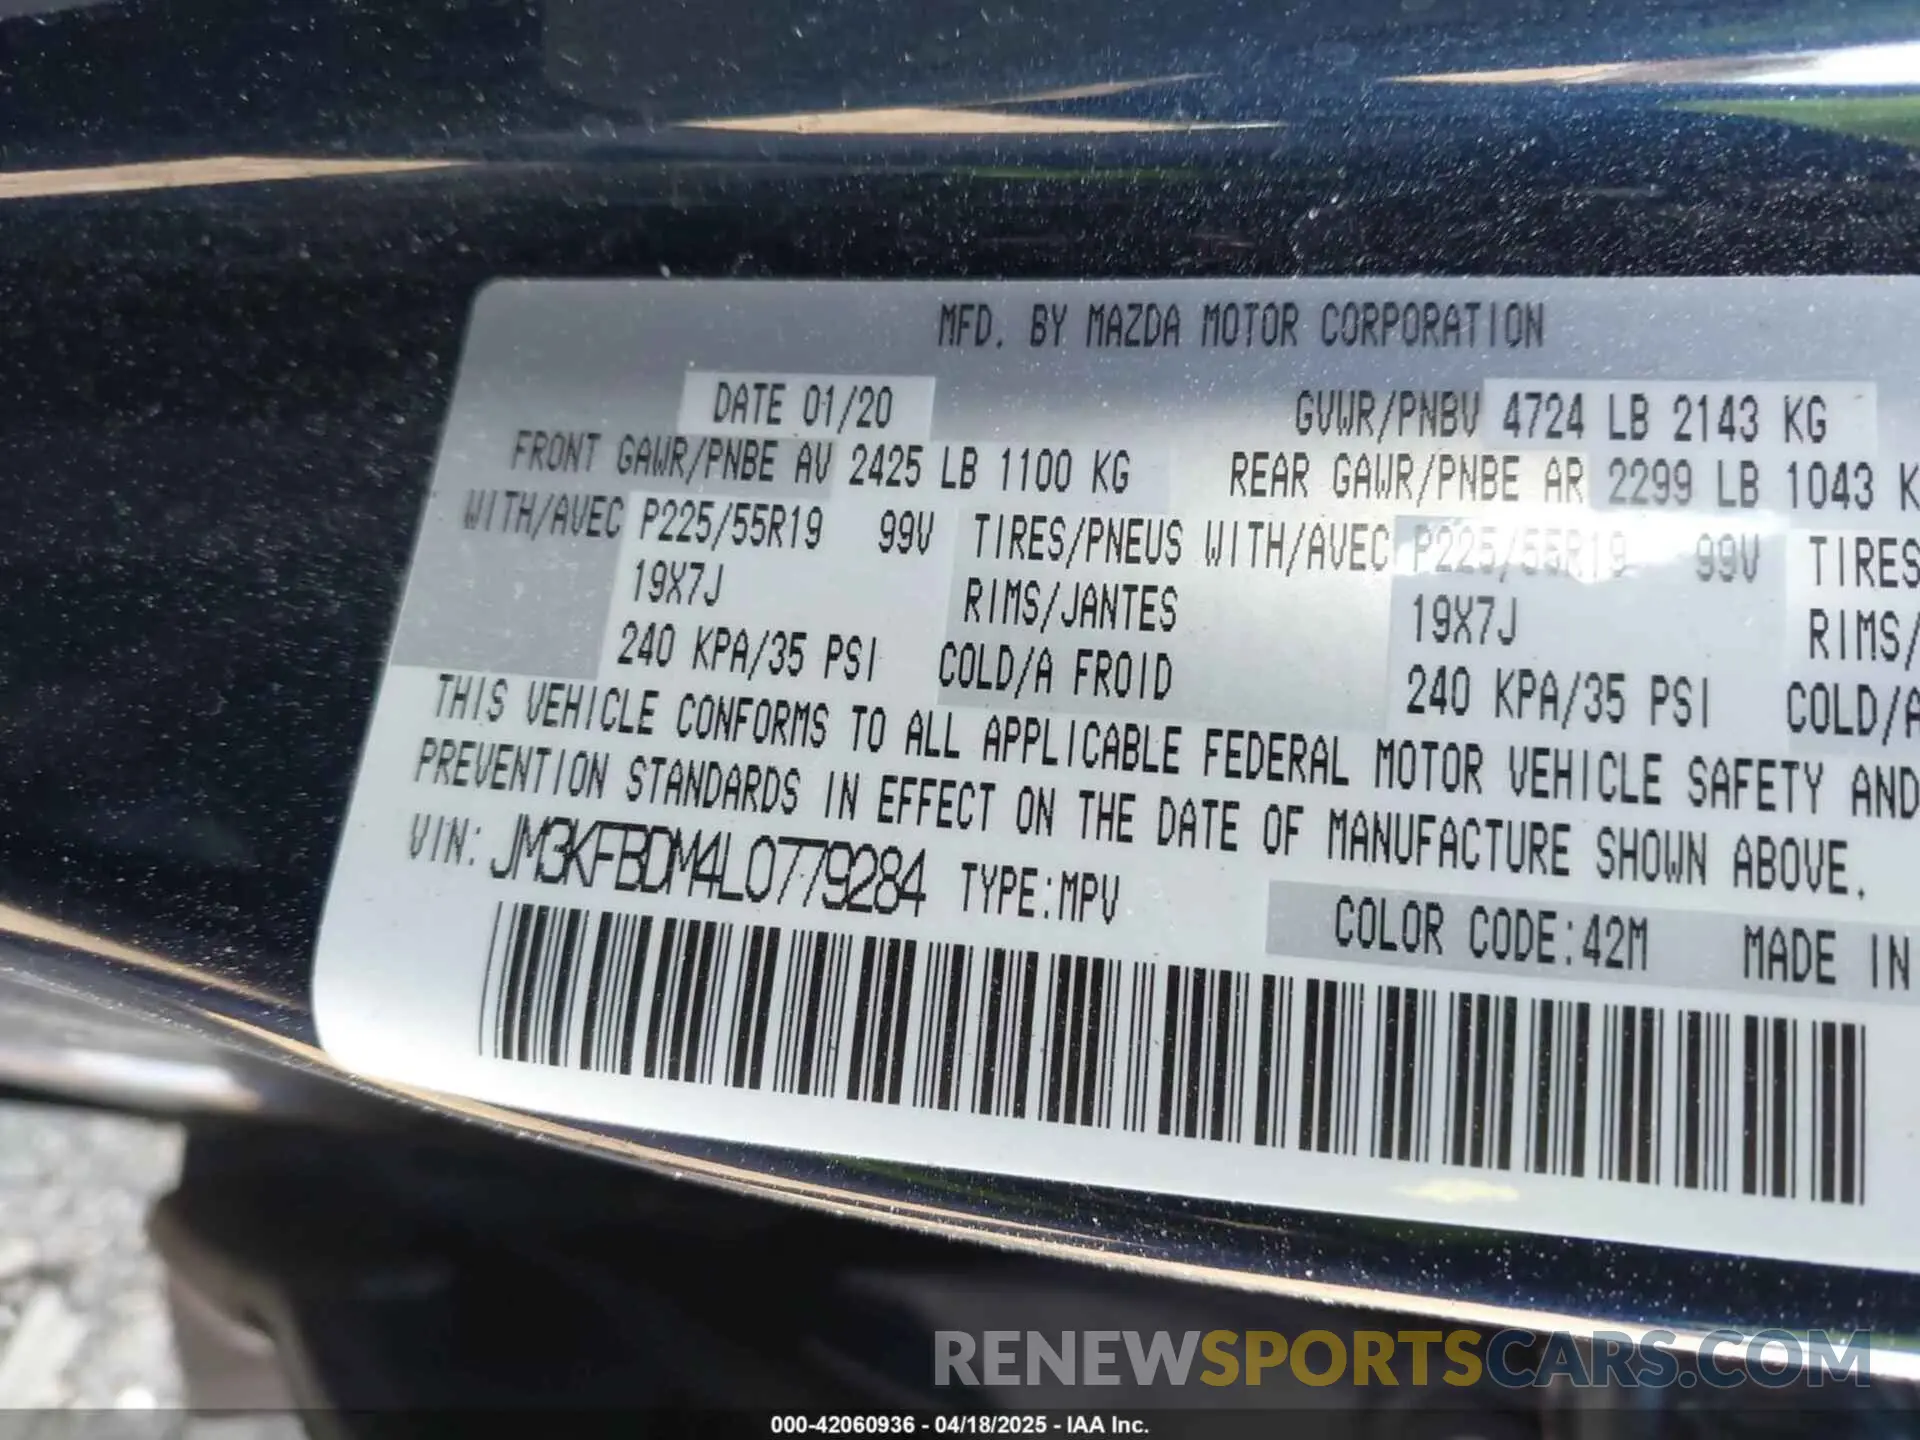 MFD. BY MAZDA MOTOR CORPORATION
DATE 01/20 GVWR/PNBV 4724 LB 2143 KG
FRONT GAWR/PNBE AV 2425 LB 1100 KG REAR GAWR/PNBE AR 2299 LB 1043 K
WITH/AVEC P225/55R19 99V TIRES/PNEUS WITH/AVEC P225/55R19 99V TIRES
19X7J RIMS/JANTES 19X7J RIMS/
240 KPA/35 PSI COLD/A FROID 240 KPA/35 PSI COLD/A
THIS VEHICLE CONFORMS TO ALL APPLICABLE FEDERAL MOTOR VEHICLE SAFETY AND
PREVENTION STANDARDS IN EFFECT ON THE DATE OF MANUFACTURE SHOWN ABOVE.
VIN: JM3KFBDM4L0779284 TYPE:MPV
COLOR CODE:42M MADE IN
RENEWSPORTSCARS.COM
000-42060936 - 04/18/2025 - IAA Inc.